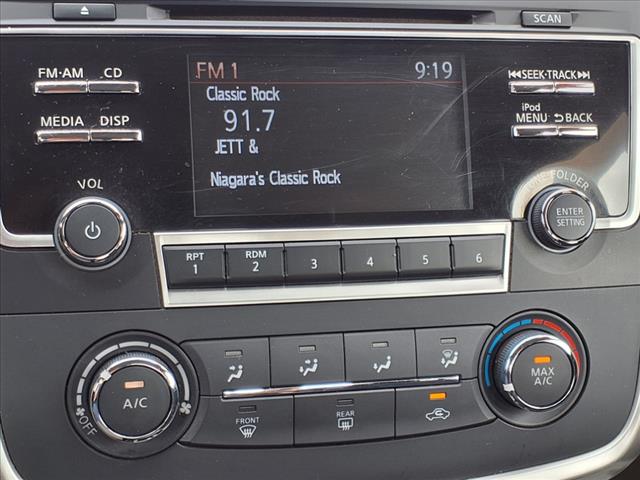 SCAN
FM·AM CD
FM 1 9:19
SEEK·TRACK
Classic Rock
91.7
iPod
MENU BACK
MEDIA DISP
JETT &
Niagara's Classic Rock
VOL
TUNE·FOLDER
ENTER
SETTING
RPT RDM
1 2 3 4 5 6
A/C
OFF
MAX
A/C
FRONT
REAR